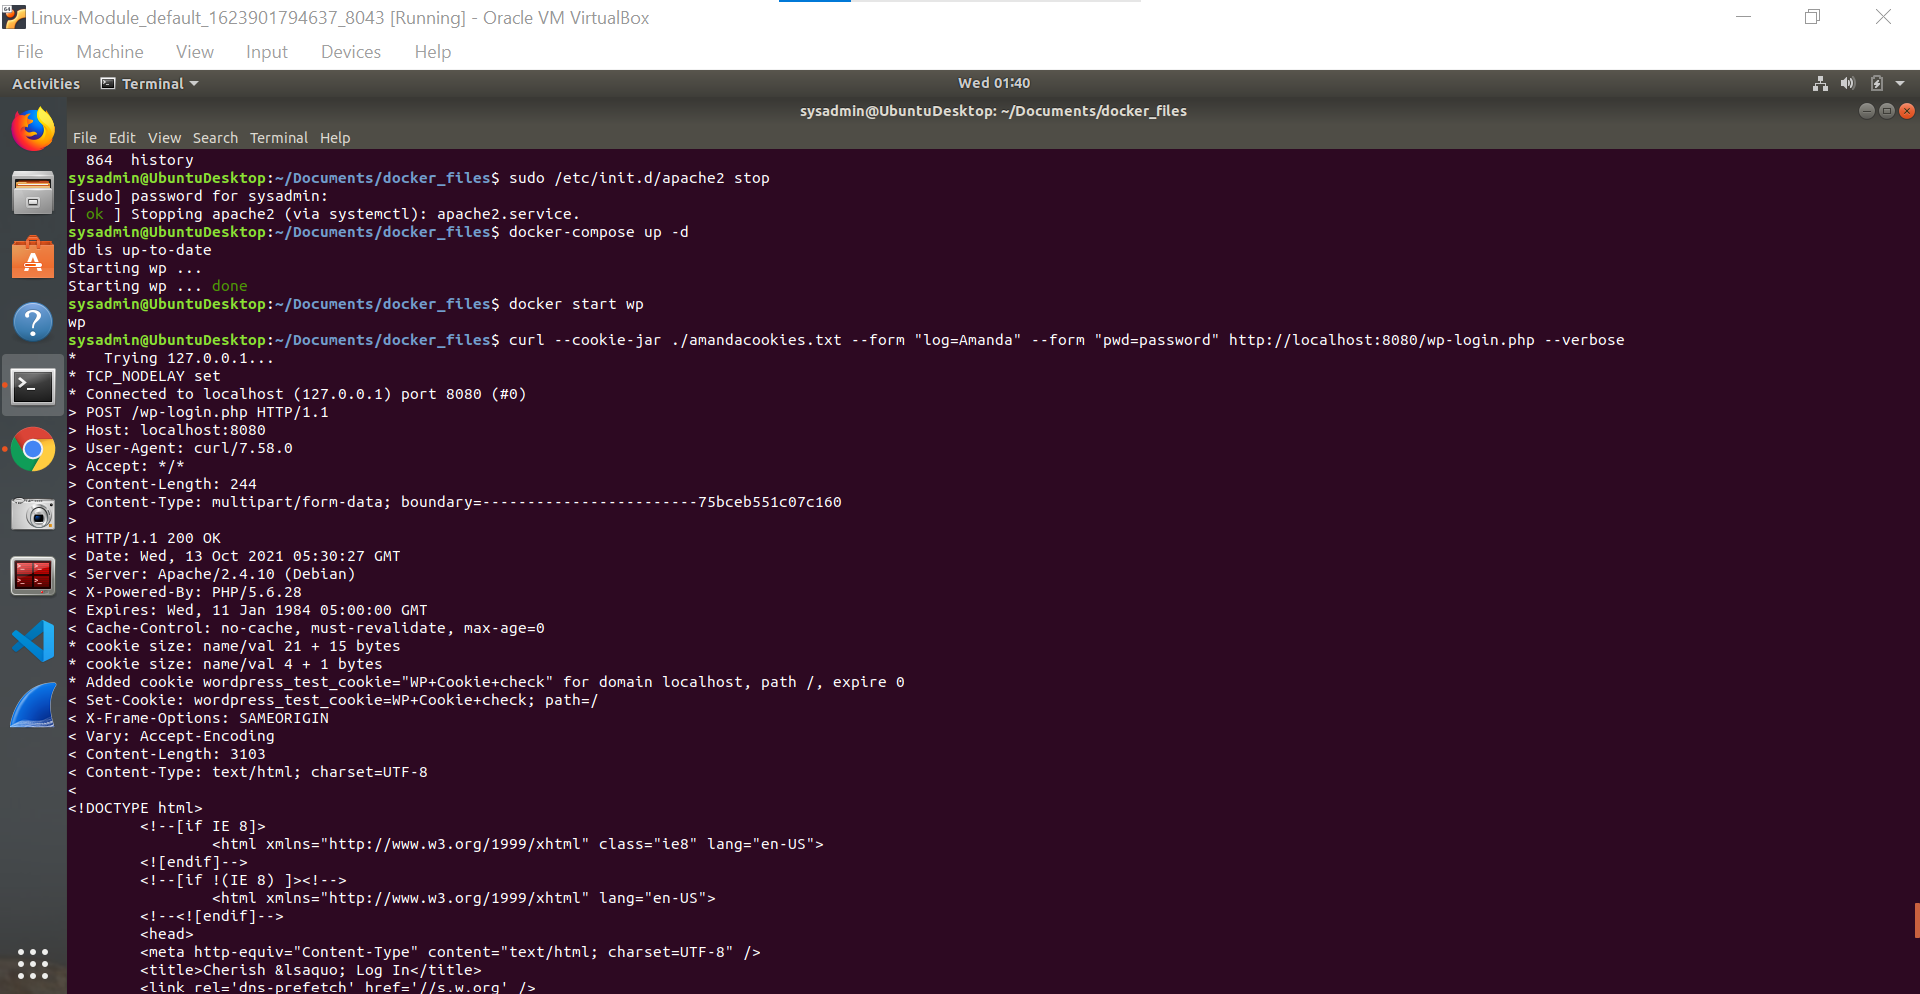 Linux-Module_default_1623901794637_8043 [Running] - Oracle VM VirtualBox
File Machine View Input Devices Help
Activities Terminal Wed 01:40
sysadmin@UbuntuDesktop: ~/Documents/docker_files
File Edit View Search Terminal Help
864 history
sysadmin@UbuntuDesktop:~/Documents/docker_files$ sudo /etc/init.d/apache2 stop
[sudo] password for sysadmin:
[ ok ] Stopping apache2 (via systemctl): apache2.service.
sysadmin@UbuntuDesktop:~/Documents/docker_files$ docker-compose up -d
db is up-to-date
Starting wp ...
Starting wp ... done
sysadmin@UbuntuDesktop:~/Documents/docker_files$ docker start wp
wp
sysadmin@UbuntuDesktop:~/Documents/docker_files$ curl --cookie-jar ./amandacookies.txt --form "log=Amanda" --form "pwd=password" http://localhost:8080/wp-login.php --verbose
*   Trying 127.0.0.1...
* TCP_NODELAY set
* Connected to localhost (127.0.0.1) port 8080 (#0)
> POST /wp-login.php HTTP/1.1
> Host: localhost:8080
> User-Agent: curl/7.58.0
> Accept: */*
> Content-Length: 244
> Content-Type: multipart/form-data; boundary=------------------------75bceb551c07c160
>
< HTTP/1.1 200 OK
< Date: Wed, 13 Oct 2021 05:30:27 GMT
< Server: Apache/2.4.10 (Debian)
< X-Powered-By: PHP/5.6.28
< Expires: Wed, 11 Jan 1984 05:00:00 GMT
< Cache-Control: no-cache, must-revalidate, max-age=0
* cookie size: name/val 21 + 15 bytes
* cookie size: name/val 4 + 1 bytes
* Added cookie wordpress_test_cookie="WP+Cookie+check" for domain localhost, path /, expire 0
< Set-Cookie: wordpress_test_cookie=WP+Cookie+check; path=/
< X-Frame-Options: SAMEORIGIN
< Vary: Accept-Encoding
< Content-Length: 3103
< Content-Type: text/html; charset=UTF-8
<
<!DOCTYPE html>
<!--[if IE 8]>
<html xmlns="http://www.w3.org/1999/xhtml" class="ie8" lang="en-US">
<![endif]-->
<!--[if !(IE 8) ]><!-->
<html xmlns="http://www.w3.org/1999/xhtml" lang="en-US">
<!--<![endif]-->
<head>
<meta http-equiv="Content-Type" content="text/html; charset=UTF-8" />
<title>Cherish &lsaquo; Log In</title>
<link rel='dns-prefetch' href='//s.w.org' />